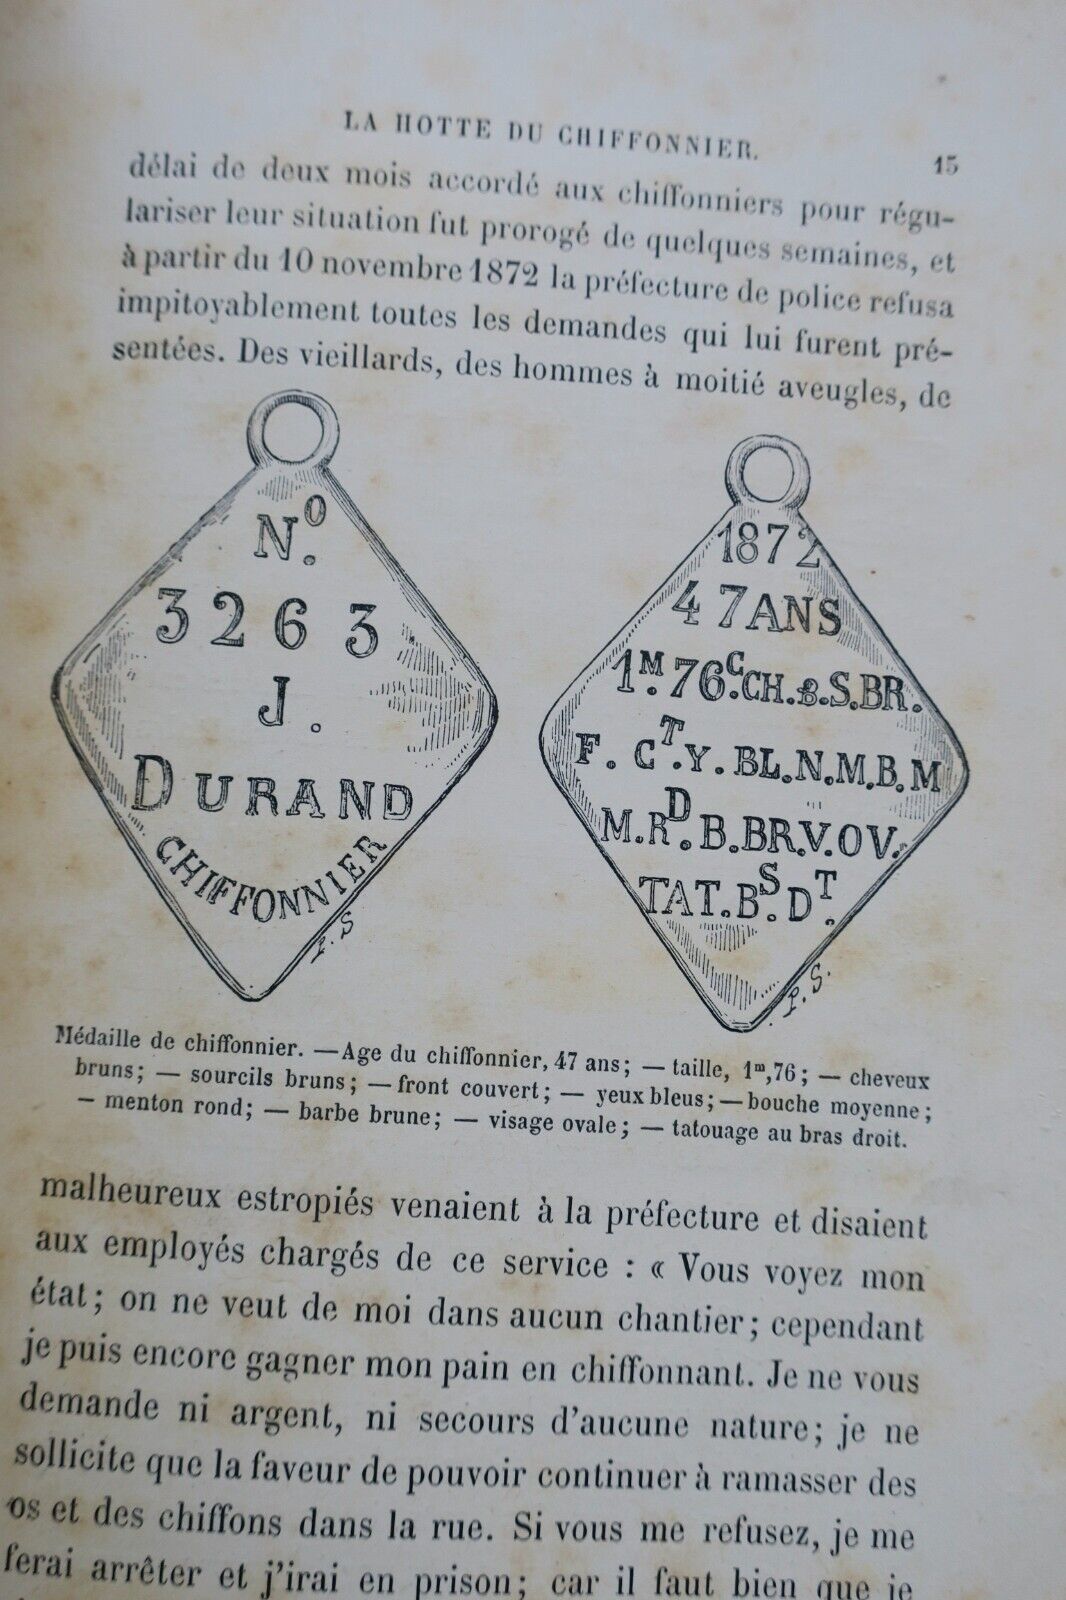 LA HOTTE DU CHIFFONNIER.
15
délai de deux mois accordé aux chiffonniers pour régu-
lariser leur situation fut prorogé de quelques semaines, et
à partir du 10 novembre 1872 la préfecture de police refusa
impitoyablement toutes les demandes qui lui furent pré-
sentées. Des vieillards, des hommes à moitié aveugles, de
No.
3263
J.
DURAND
CHIFFONNIER
P. S
1872
47 ANS
1M.76C.CH.B.S.BR.
F. CT.Y.BL.N.M.B.M
M.RD.B.BR.V.OV.
TAT.BS.DT.
P.S.
Médaille de chiffonnier. — Age du chiffonnier, 47 ans; — taille, 1m,76; — cheveux
bruns; — sourcils bruns; — front couvert; — yeux bleus; — bouche moyenne;
— menton rond; — barbe brune; — visage ovale; — tatouage au bras droit.
malheureux estropiés venaient à la préfecture et disaient
aux employés chargés de ce service : « Vous voyez mon
état; on ne veut de moi dans aucun chantier; cependant
je puis encore gagner mon pain en chiffonnant. Je ne vous
demande ni argent, ni secours d'aucune nature; je ne
sollicite que la faveur de pouvoir continuer à ramasser des
os et des chiffons dans la rue. Si vous me refusez, je me
ferai arrêter et j'irai en prison; car il faut bien que je